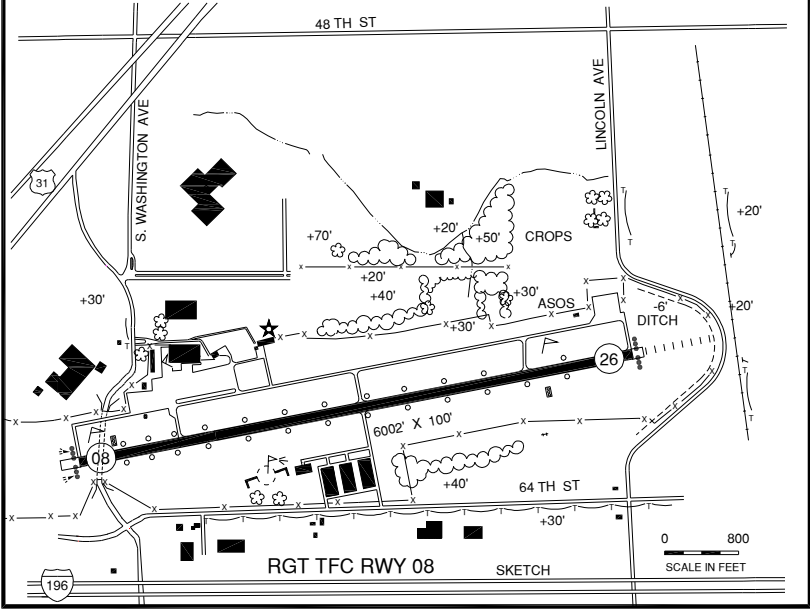 48 TH ST
S. WASHINGTON AVE
LINCOLN AVE
31
+70'
+20'
+50'
CROPS
+20'
+20'
+40'
+30'
+30'
ASOS
-6'
DITCH
+20'
+30'
26
6002' X 100'
08
+40'
64 TH ST
+30'
0 800
SCALE IN FEET
RGT TFC RWY 08
SKETCH
196